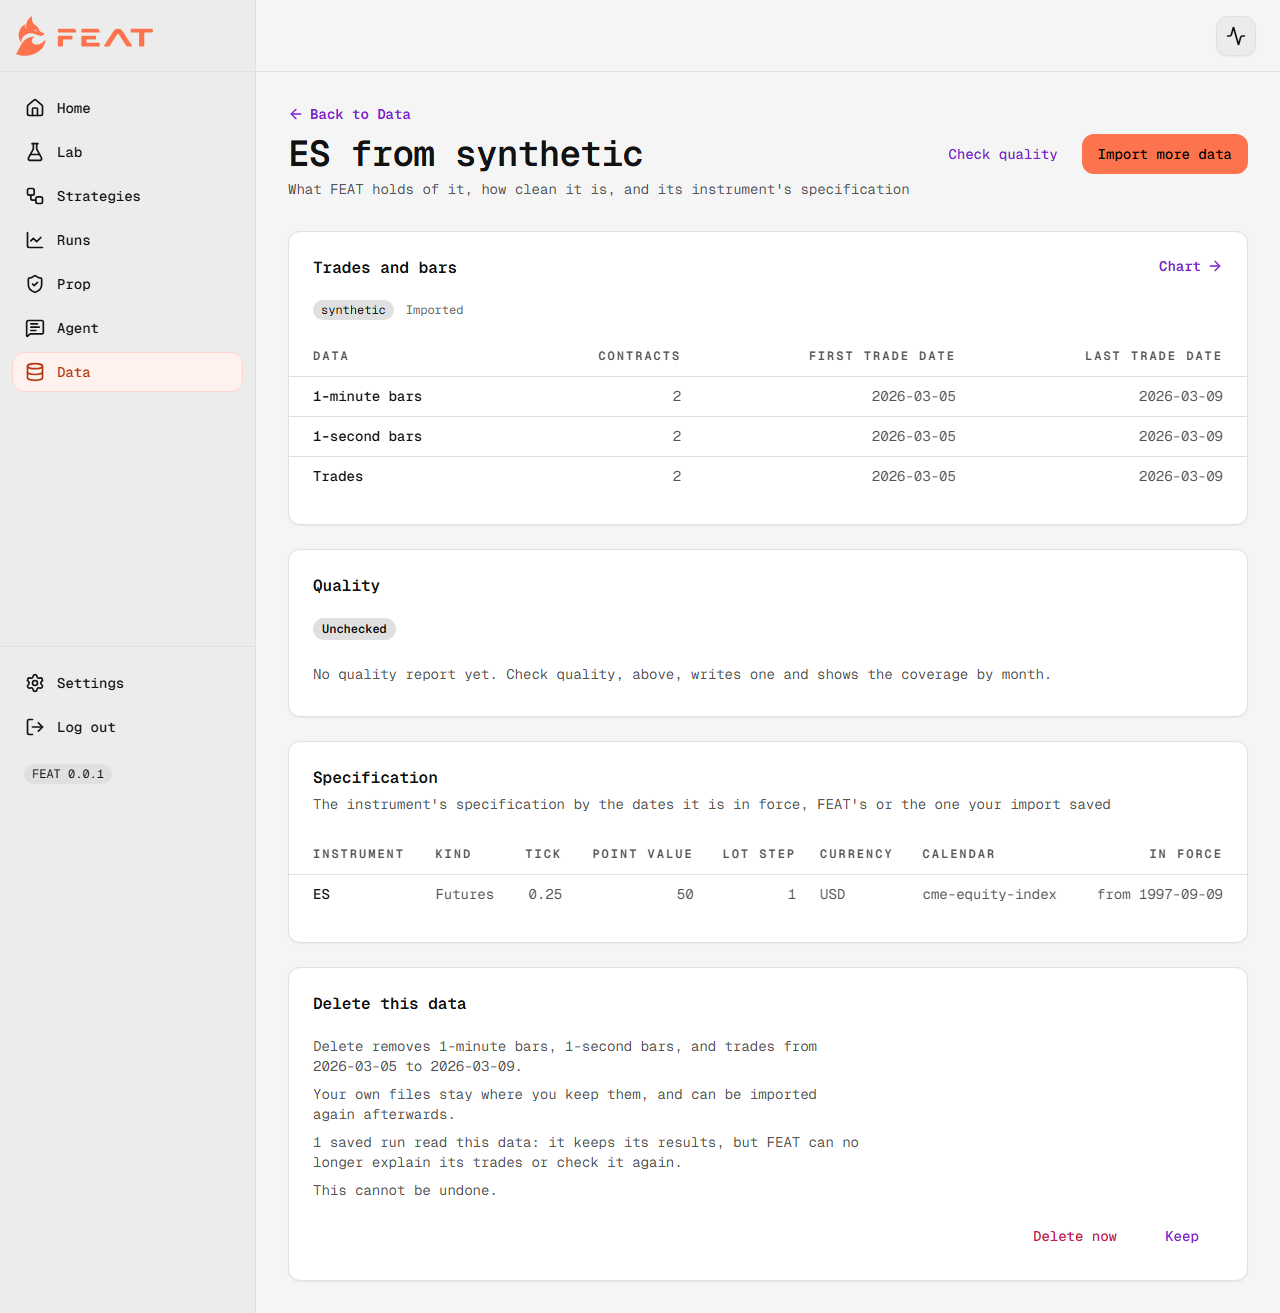 FEAT
Home
Lab
Strategies
Runs
Prop
Agent
Data
Settings
Log out
FEAT 0.0.1
Back to Data
ES from synthetic
Check quality
Import more data
What FEAT holds of it, how clean it is, and its instrument's specification
Trades and bars
Chart
synthetic Imported
DATA CONTRACTS FIRST TRADE DATE LAST TRADE DATE
1-minute bars 2 2026-03-05 2026-03-09
1-second bars 2 2026-03-05 2026-03-09
Trades 2 2026-03-05 2026-03-09
Quality
Unchecked
No quality report yet. Check quality, above, writes one and shows the coverage by month.
Specification
The instrument's specification by the dates it is in force, FEAT's or the one your import saved
INSTRUMENT KIND TICK POINT VALUE LOT STEP CURRENCY CALENDAR IN FORCE
ES Futures 0.25 50 1 USD cme-equity-index from 1997-09-09
Delete this data
Delete removes 1-minute bars, 1-second bars, and trades from
2026-03-05 to 2026-03-09.
Your own files stay where you keep them, and can be imported
again afterwards.
1 saved run read this data: it keeps its results, but FEAT can no
longer explain its trades or check it again.
This cannot be undone.
Delete now
Keep